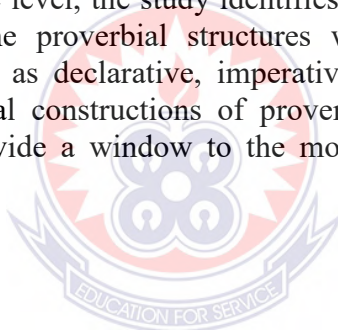 e level, the study identifies
ne proverbial structures v
as declarative, imperativ
al constructions of prover
vide a window to the mo
EDUCATION FOR SERVICE